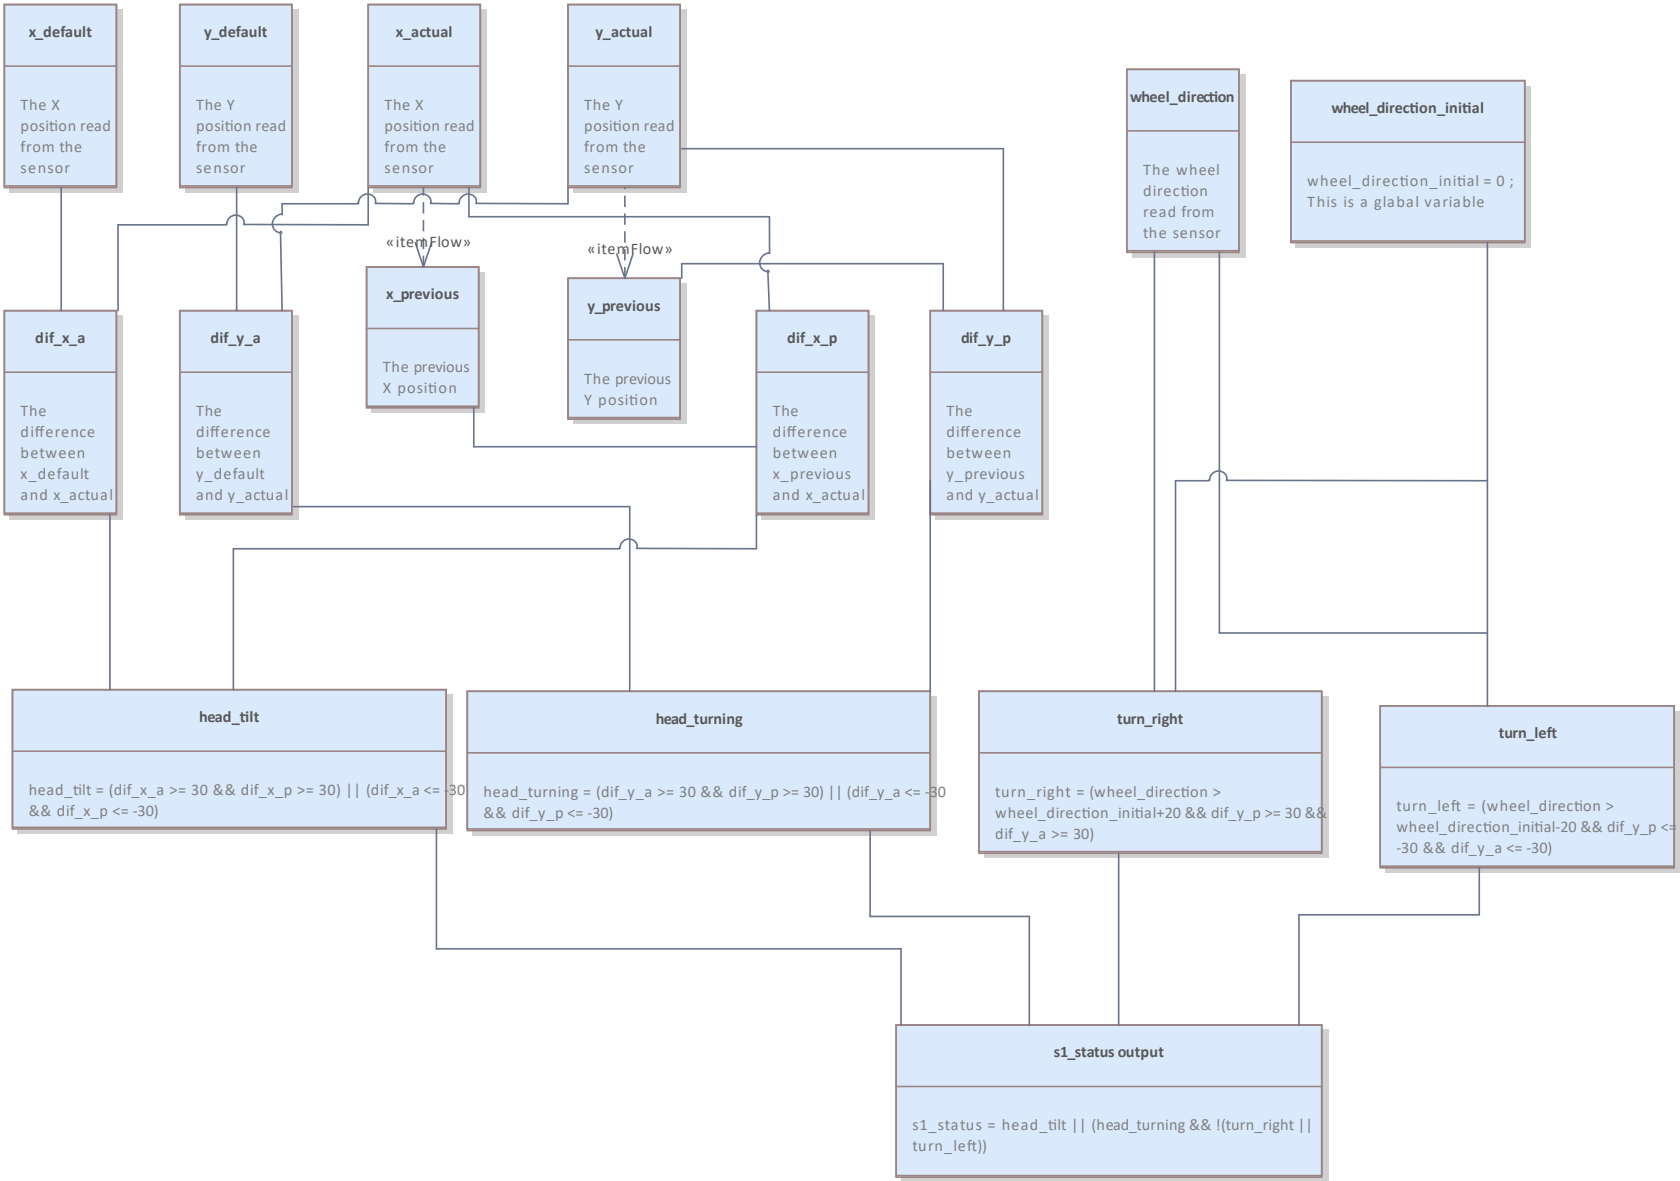 x_default
The X
position read
from the
sensor
y_default
The Y
position read
from the
sensor
x_actual
The X
position read
from the
sensor
y_actual
The Y
position read
from the
sensor
wheel_direction
The wheel
direction
read from
the sensor
wheel_direction_initial
wheel_direction_initial = 0 ;
This is a glabal variable
«itemFlow»
«itemFlow»
dif_x_a
The
difference
between
x_default
and x_actual
dif_y_a
The
difference
between
y_default
and y_actual
x_previous
The previous
X position
y_previous
The previous
Y position
dif_x_p
The
difference
between
x_previous
and x_actual
dif_y_p
The
difference
between
y_previous
and y_actual
head_tilt
head_tilt = (dif_x_a >= 30 && dif_x_p >= 30) || (dif_x_a <= -30
&& dif_x_p <= -30)
head_turning
head_turning = (dif_y_a >= 30 && dif_y_p >= 30) || (dif_y_a <= -30
&& dif_y_p <= -30)
turn_right
turn_right = (wheel_direction >
wheel_direction_initial+20 && dif_y_p >= 30 &&
dif_y_a >= 30)
turn_left
turn_left = (wheel_direction >
wheel_direction_initial-20 && dif_y_p <=
-30 && dif_y_a <= -30)
s1_status output
s1_status = head_tilt || (head_turning && !(turn_right ||
turn_left))